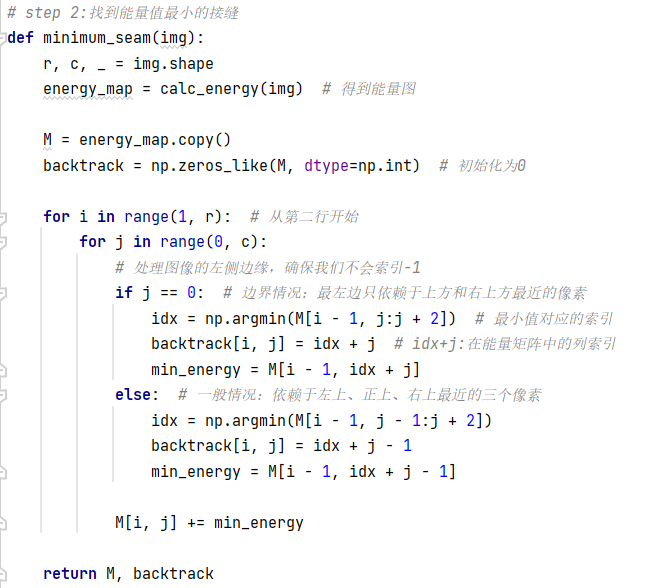 # step 2:找到能量值最小的接缝
def minimum_seam(img):
    r, c, _ = img.shape
    energy_map = calc_energy(img)  # 得到能量图
    M = energy_map.copy()
    backtrack = np.zeros_like(M, dtype=np.int)  # 初始化为0
    for i in range(1, r):  # 从第二行开始
        for j in range(0, c):
            # 处理图像的左侧边缘，确保我们不会索引-1
            if j == 0:  # 边界情况：最左边只依赖于上方和右上方最近的像素
                idx = np.argmin(M[i - 1, j:j + 2])  # 最小值对应的索引
                backtrack[i, j] = idx + j  # idx+j:在能量矩阵中的列索引
                min_energy = M[i - 1, idx + j]
            else:  # 一般情况：依赖于左上、正上、右上最近的三个像素
                idx = np.argmin(M[i - 1, j - 1:j + 2])
                backtrack[i, j] = idx + j - 1
                min_energy = M[i - 1, idx + j - 1]
            M[i, j] += min_energy
    return M, backtrack